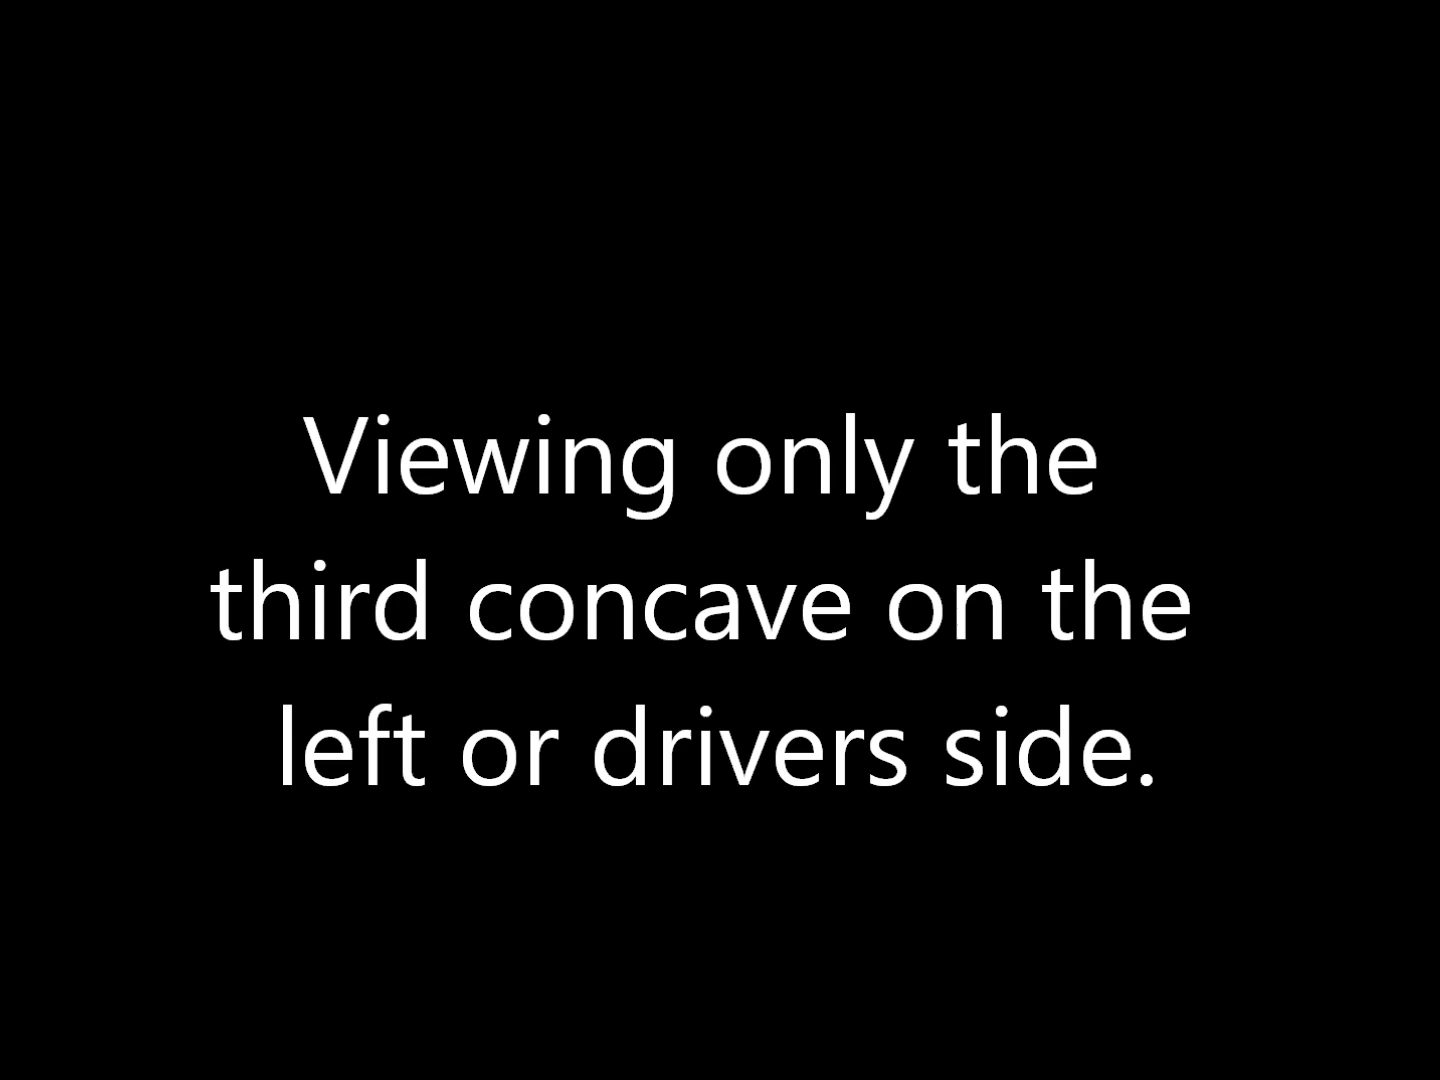 Viewing only the
third concave on the
left or drivers side.